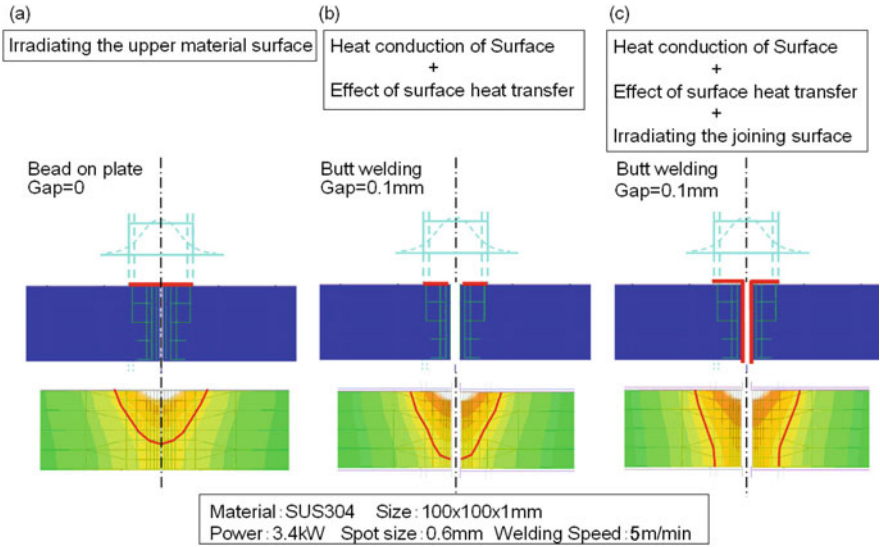 (a)
Irradiating the upper material surface
(b)
Heat conduction of Surface
+
Effect of surface heat transfer
(c)
Heat conduction of Surface
+
Effect of surface heat transfer
+
Irradiating the joining surface
Bead on plate
Gap=0
Butt welding
Gap=0.1mm
Butt welding
Gap=0.1mm
Material:SUS304 Size:100x100x1mm
Power:3.4kW Spot size:0.6mm Welding Speed:5m/min